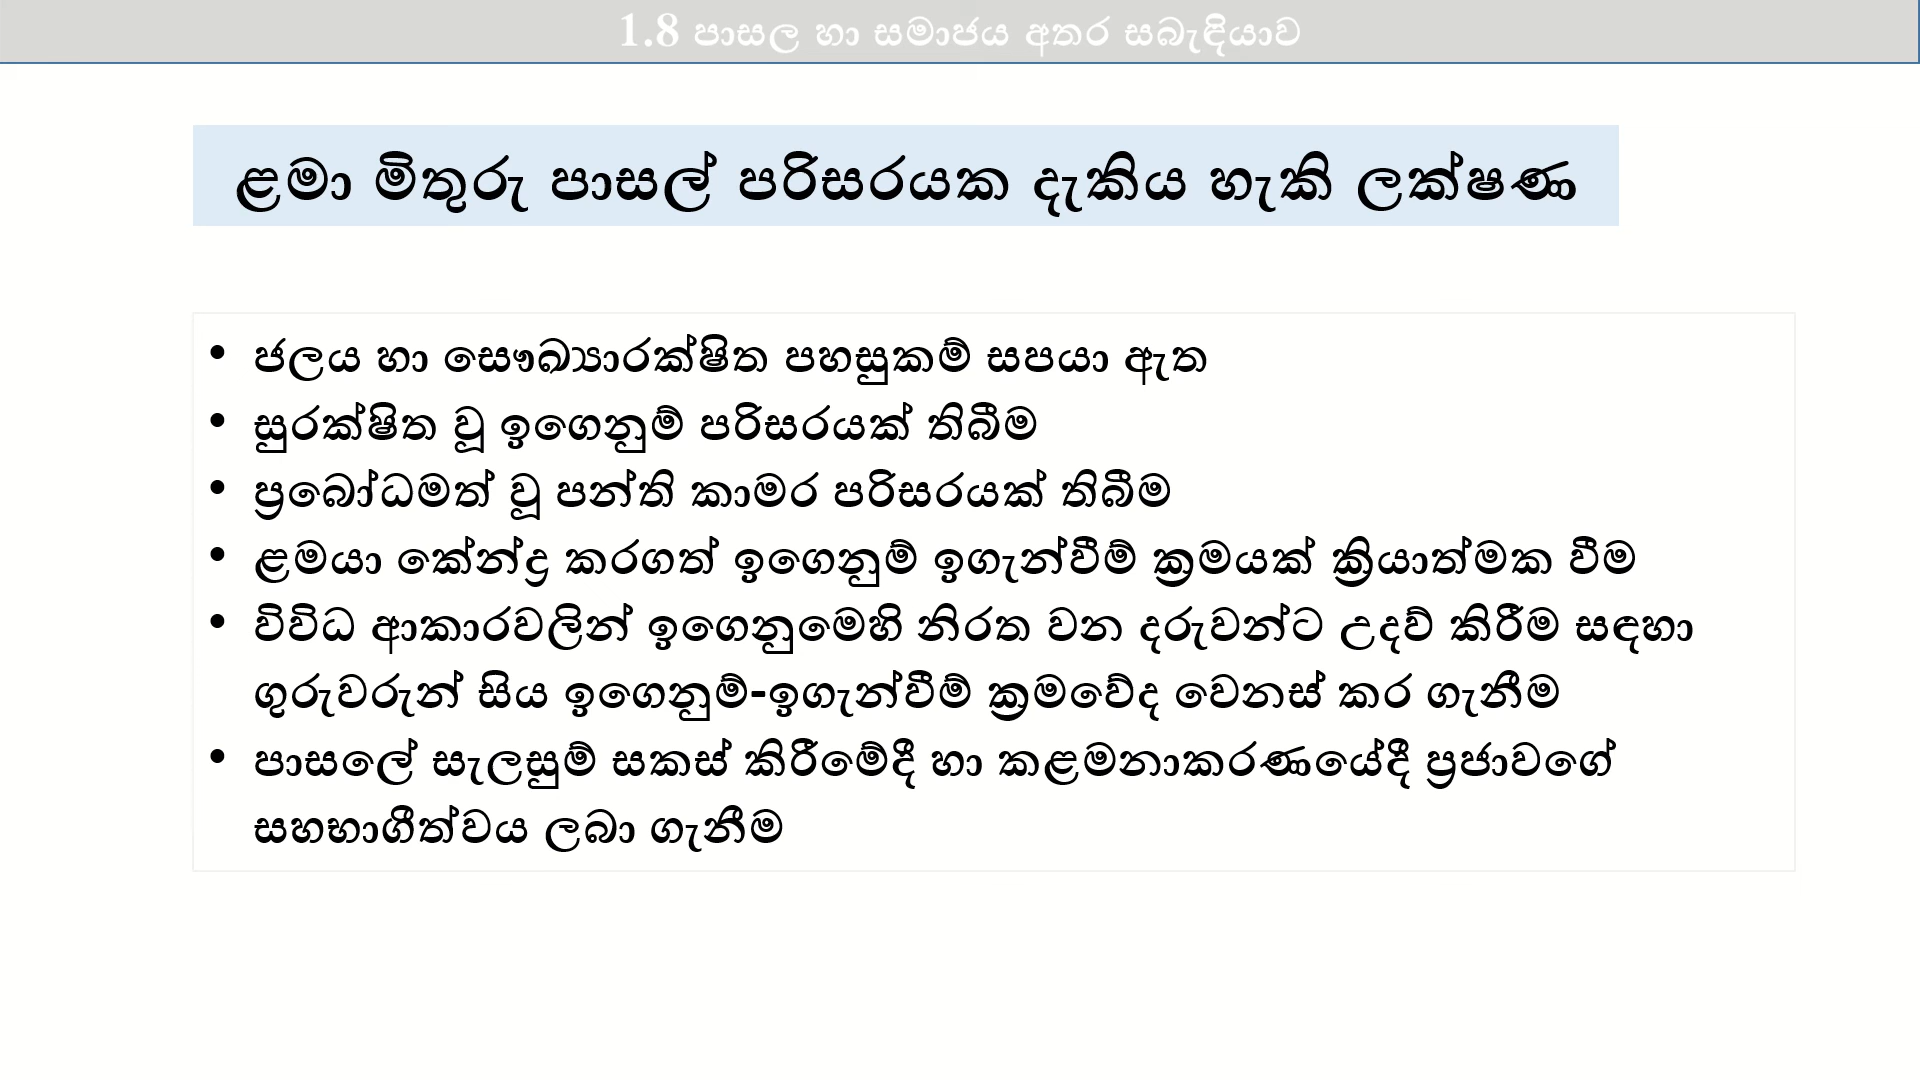 1.8 පාසල හා සමාජය අතර සබැඳියාව
ළමා මිතුරු පාසල් පරිසරයක දැකිය හැකි ලක්ෂණ
• ජලය හා සෞඛ්‍යාරක්ෂිත පහසුකම් සපයා ඇත
• සුරක්ෂිත වූ ඉගෙනුම් පරිසරයක් තිබීම
• ප්‍රබෝධමත් වූ පන්ති කාමර පරිසරයක් තිබීම
• ළමයා කේන්ද්‍ර කරගත් ඉගෙනුම් ඉගැන්වීම් ක්‍රමයක් ක්‍රියාත්මක වීම
• විවිධ ආකාරවලින් ඉගෙනුමෙහි නිරත වන දරුවන්ට උදව් කිරීම සඳහා
ගුරුවරුන් සිය ඉගෙනුම්-ඉගැන්වීම් ක්‍රමවේද වෙනස් කර ගැනීම
• පාසලේ සැලසුම් සකස් කිරීමේදී හා කළමනාකරණයේදී ප්‍රජාවගේ
සහභාගීත්වය ලබා ගැනීම